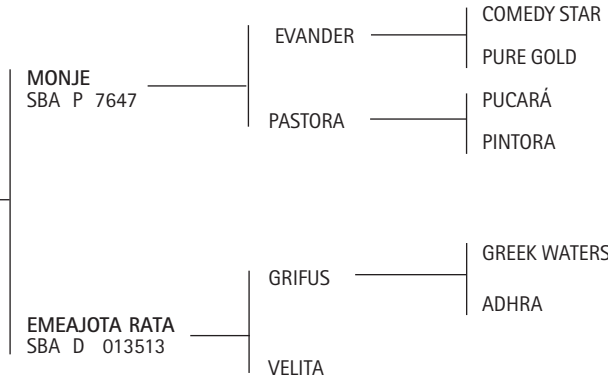 COMEDY STAR
EVANDER
PURE GOLD
MONJE
SBA P 7647
PUCARÁ
PASTORA
PINTORA
GREEK WATERS
GRIFUS
ADHRA
EMEAJOTA RATA
SBA D 013513
VELITA